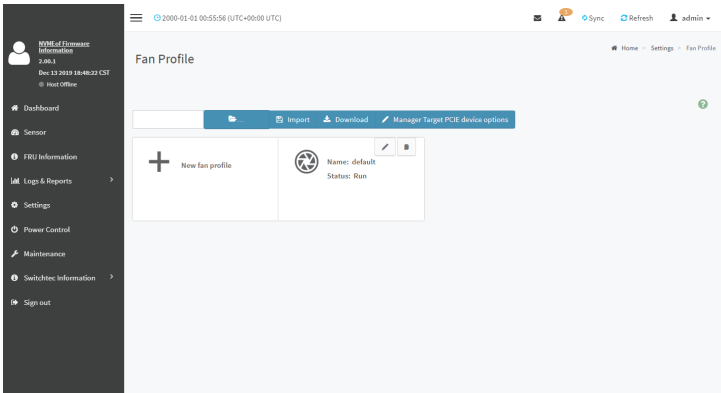 2000-01-01 00:55:56 (UTC+00:00 UTC)
Sync
Refresh
admin
NVMEof Firmware
Information
2.00.1
Dec 13 2019 18:48:22 CST
Host Offline
Fan Profile
Home > Settings > Fan Profile
Dashboard
Sensor
FRU Information
Logs & Reports
Settings
Power Control
Maintenance
Switchtec Information
Sign out
... Import Download Manager Target PCIE device options
New fan profile
Name: default
Status: Run